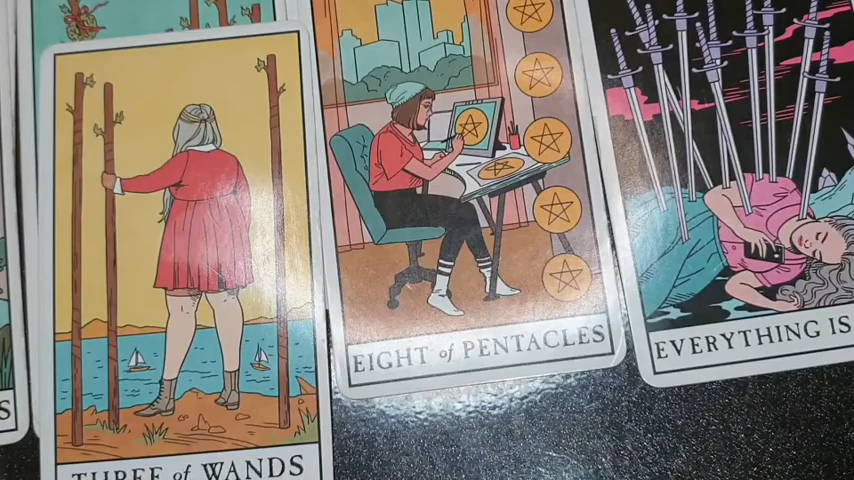 EIGHT of PENTACLES
EVERYTHING IS
THREE of WANDS
S